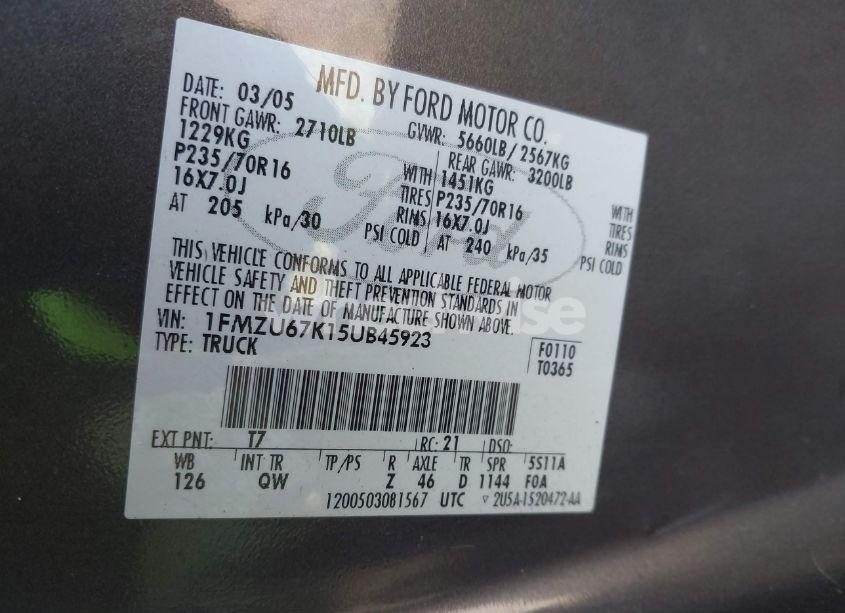 MFD. BY FORD MOTOR CO.
DATE: 03/05 GVWR: 5660LB/2567KG
FRONT GAWR: 2710LB REAR GAWR: 3200LB
1229KG WITH 1451KG WITH
P235/70R16 TIRES P235/70R16 TIRES
16X7.0J RIMS 16X7.0J RIMS
AT 205 kPa/30 PSI COLD AT 240 kPa/35 PSI COLD
Ford
THIS VEHICLE CONFORMS TO ALL APPLICABLE FEDERAL MOTOR
VEHICLE SAFETY AND THEFT PREVENTION STANDARDS IN
EFFECT ON THE DATE OF MANUFACTURE SHOWN ABOVE.
VIN: 1FMZU67K15UB45923
TYPE: TRUCK
F0110
T0365
EXT PNT: T7 RC: 21 DSO:
WB INT TR TP/PS R AXLE TR SPR 5S11A
126 QW Z 46 D 1144 F0A
1200503081567 UTC ▽ 2U5A-1520472-AA